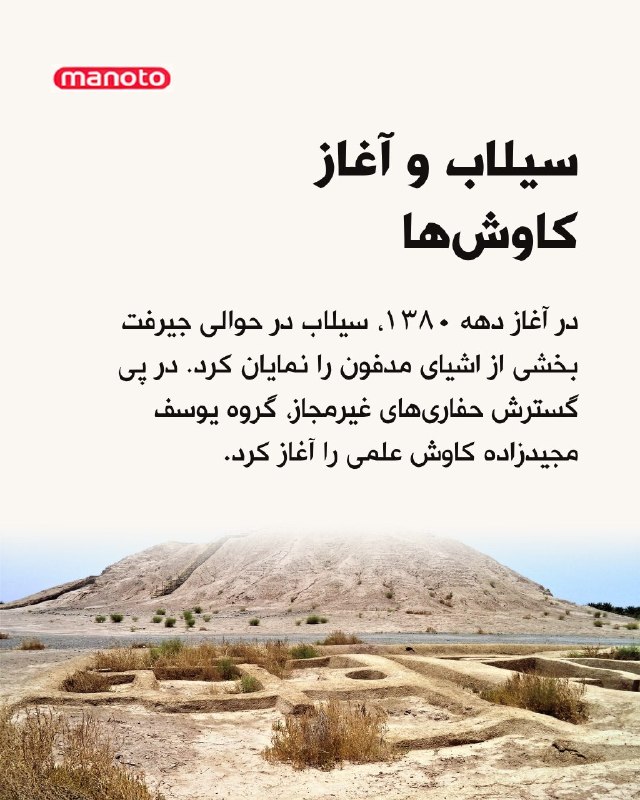 manoto
سیلاب و آغاز
کاوش‌ها
در آغاز دهه ۱۳۸۰، سیلاب در حوالی جیرفت
بخشی از اشیای مدفون را نمایان کرد. در پی
گسترش حفاری‌های غیرمجاز، گروه یوسف
مجیدزاده کاوش علمی را آغاز کرد.